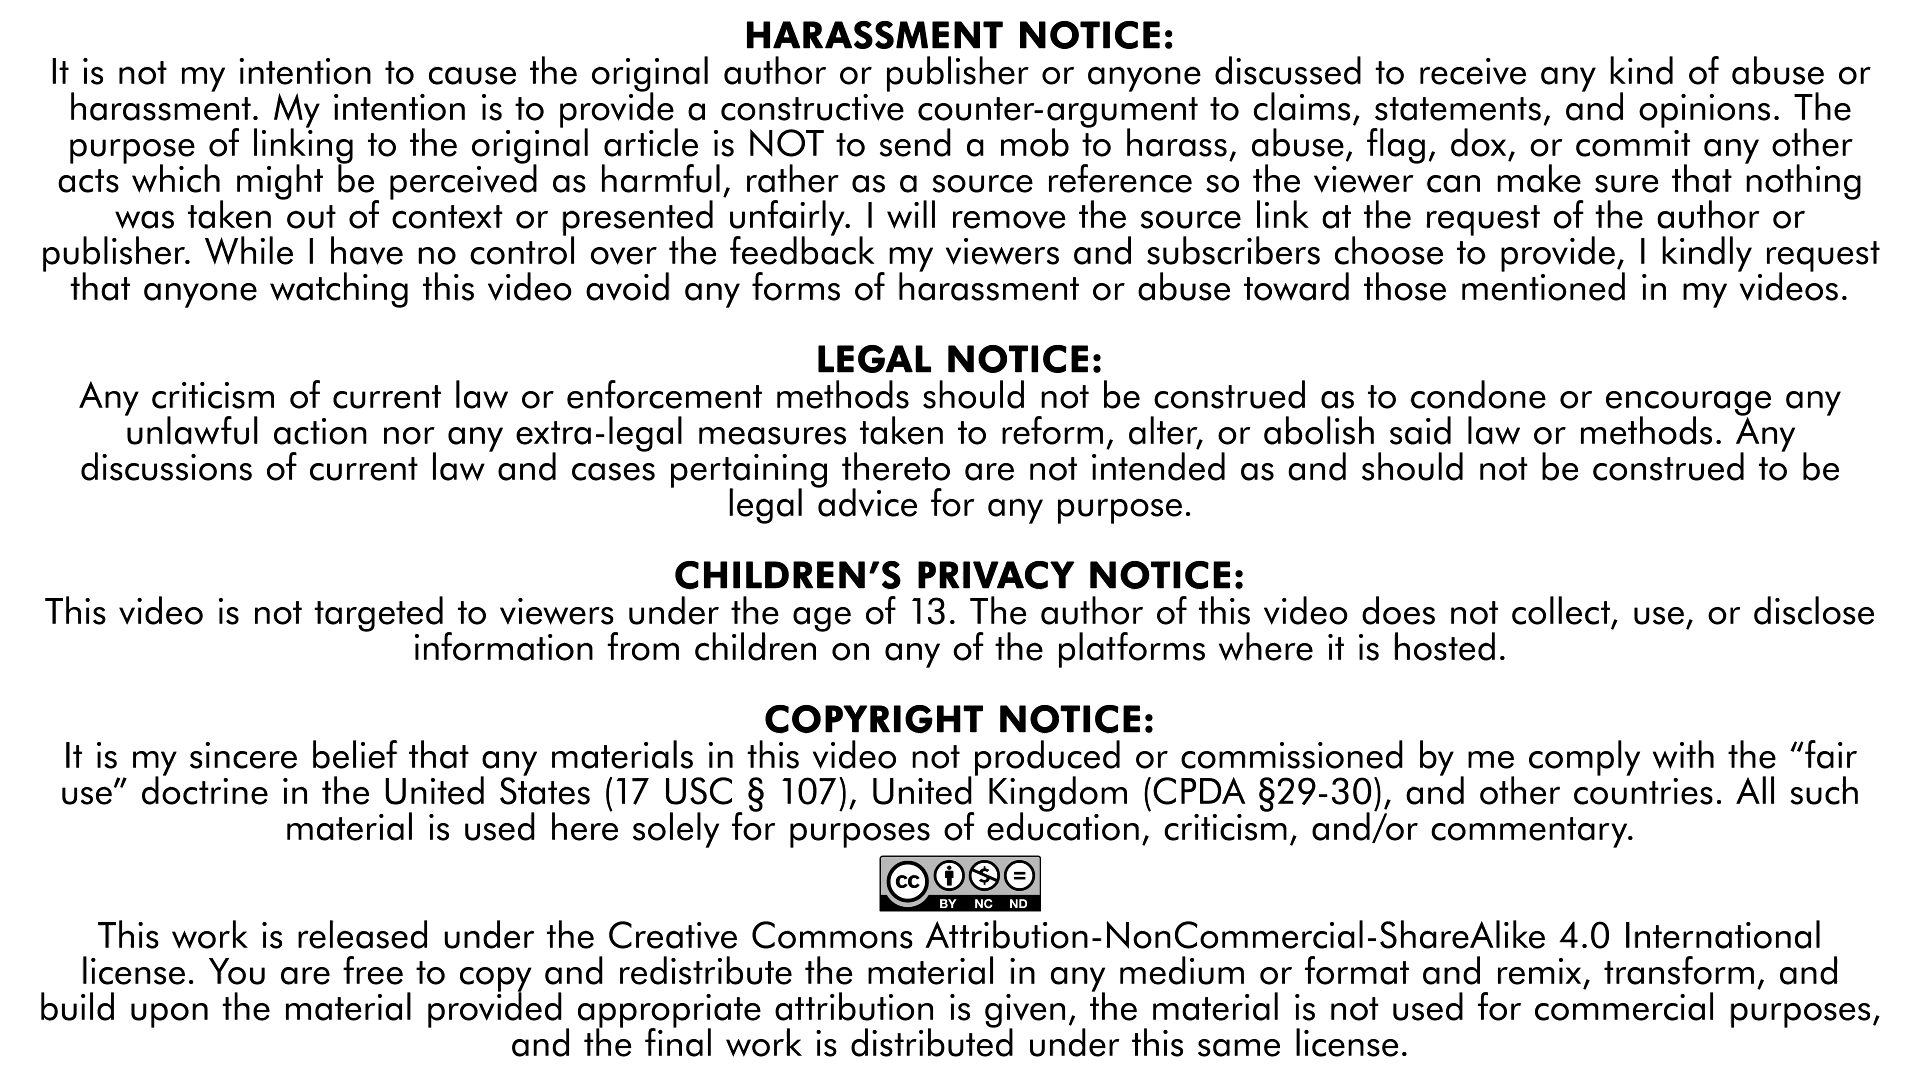 HARASSMENT NOTICE:
It is not my intention to cause the original author or publisher or anyone discussed to receive any kind of abuse or
harassment. My intention is to provide a constructive counter-argument to claims, statements, and opinions. The
purpose of linking to the original article is NOT to send a mob to harass, abuse, flag, dox, or commit any other
acts which might be perceived as harmful, rather as a source reference so the viewer can make sure that nothing
was taken out of context or presented unfairly. I will remove the source link at the request of the author or
publisher. While I have no control over the feedback my viewers and subscribers choose to provide, I kindly request
that anyone watching this video avoid any forms of harassment or abuse toward those mentioned in my videos.
LEGAL NOTICE:
Any criticism of current law or enforcement methods should not be construed as to condone or encourage any
unlawful action nor any extra-legal measures taken to reform, alter, or abolish said law or methods. Any
discussions of current law and cases pertaining thereto are not intended as and should not be construed to be
legal advice for any purpose.
CHILDREN’S PRIVACY NOTICE:
This video is not targeted to viewers under the age of 13. The author of this video does not collect, use, or disclose
information from children on any of the platforms where it is hosted.
COPYRIGHT NOTICE:
It is my sincere belief that any materials in this video not produced or commissioned by me comply with the “fair
use” doctrine in the United States (17 USC § 107), United Kingdom (CPDA §29-30), and other countries. All such
material is used here solely for purposes of education, criticism, and/or commentary.
cc
BY NC ND
This work is released under the Creative Commons Attribution-NonCommercial-ShareAlike 4.0 International
license. You are free to copy and redistribute the material in any medium or format and remix, transform, and
build upon the material provided appropriate attribution is given, the material is not used for commercial purposes,
and the final work is distributed under this same license.